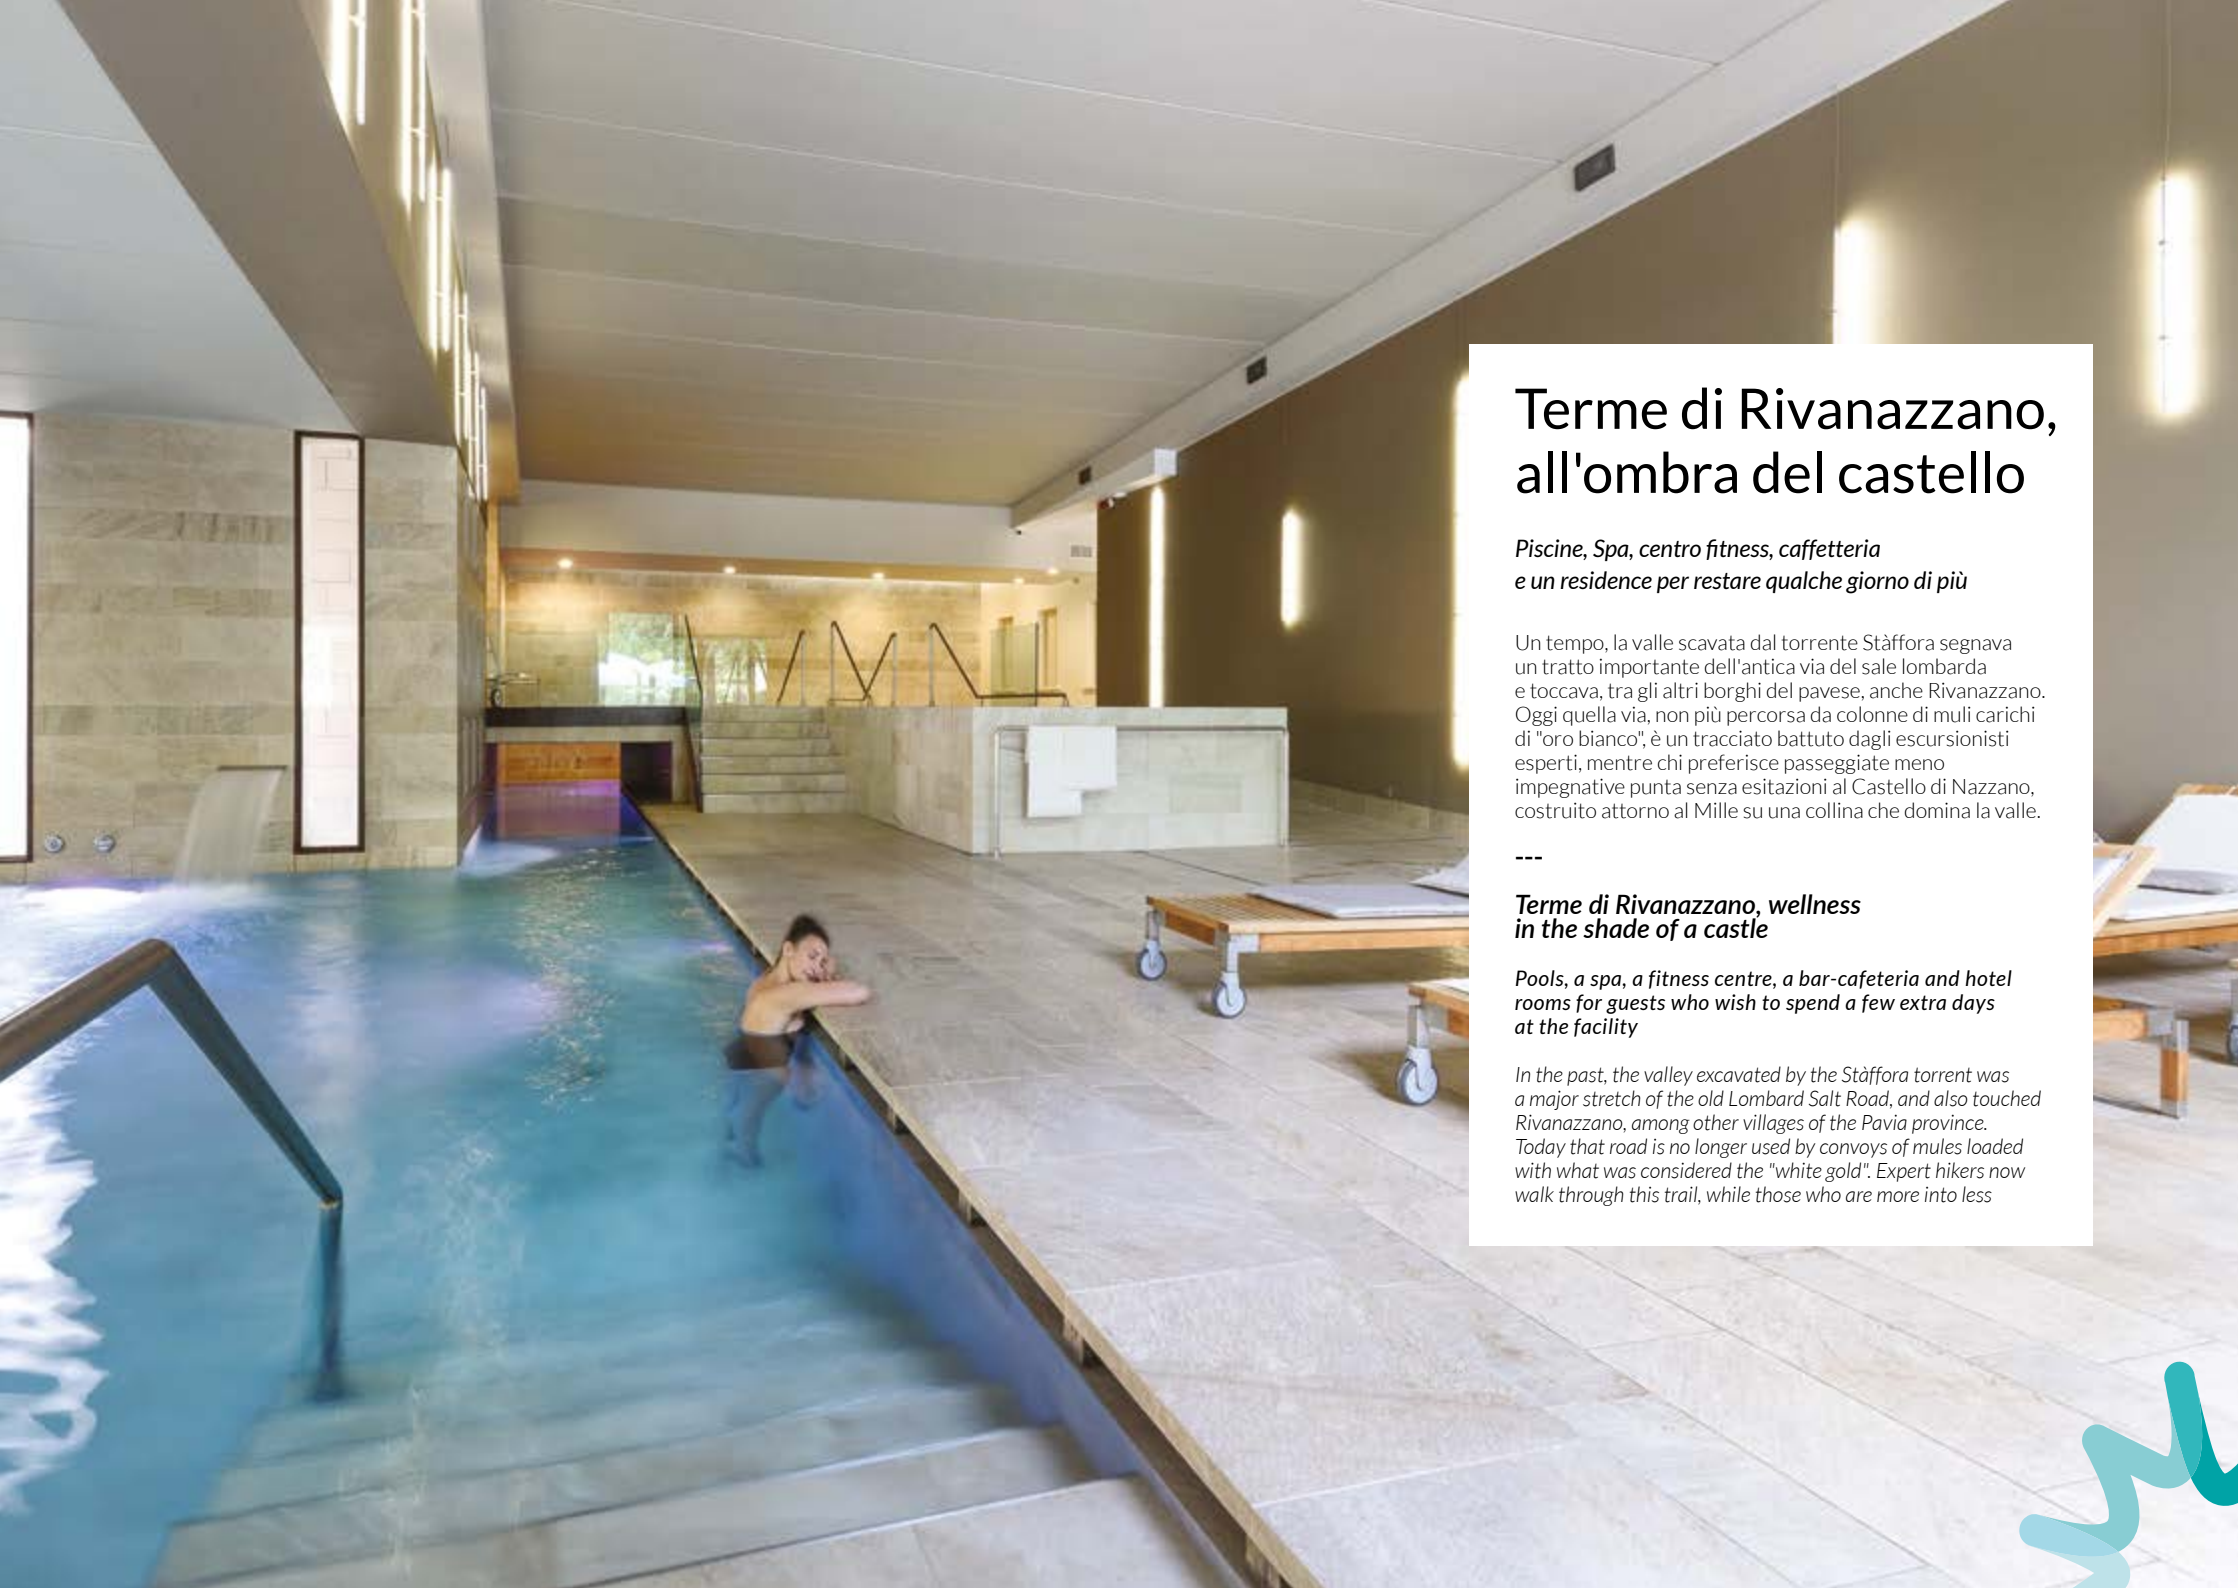 Terme di Rivanazzano,
all'ombra del castello
Piscine, Spa, centro fitness, caffetteria
e un residence per restare qualche giorno di più
Un tempo, la valle scavata dal torrente Stàffora segnava
un tratto importante dell'antica via del sale lombarda
e toccava, tra gli altri borghi del pavese, anche Rivanazzano.
Oggi quella via, non più percorsa da colonne di muli carichi
di "oro bianco", è un tracciato battuto dagli escursionisti
esperti, mentre chi preferisce passeggiate meno
impegnative punta senza esitazioni al Castello di Nazzano,
costruito attorno al Mille su una collina che domina la valle.
---
Terme di Rivanazzano, wellness
in the shade of a castle
Pools, a spa, a fitness centre, a bar-cafeteria and hotel
rooms for guests who wish to spend a few extra days
at the facility
In the past, the valley excavated by the Stàffora torrent was
a major stretch of the old Lombard Salt Road, and also touched
Rivanazzano, among other villages of the Pavia province.
Today that road is no longer used by convoys of mules loaded
with what was considered the "white gold". Expert hikers now
walk through this trail, while those who are more into less